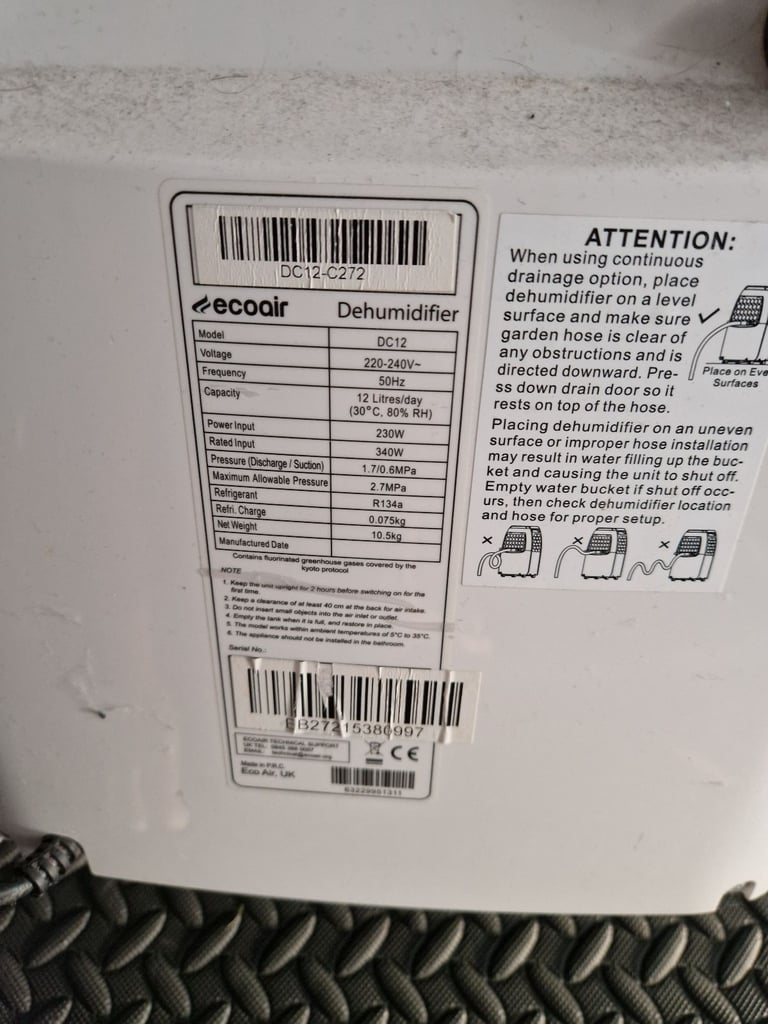 DC12-C272
ecoair Dehumidifier
Model DC12
Voltage 220-240V~
Frequency 50Hz
Capacity 12 Litres/day
(30°C, 80% RH)
Power Input 230W
Rated Input 340W
Pressure (Discharge / Suction) 1.7/0.6MPa
Maximum Allowable Pressure 2.7MPa
Refrigerant R134a
Refri. Charge 0.075kg
Net Weight 10.5kg
Manufactured Date
Contains fluorinated greenhouse gases covered by the
kyoto protocol
NOTE
1. Keep the unit upright for 2 hours before switching on for the
first time.
2. Keep a clearance of at least 40 cm at the back for air intake.
3. Do not insert small objects into the air inlet or outlet.
4. Empty the tank when it is full, and restore in place.
5. The model works within ambient temperatures of 5°C to 35°C.
6. The appliance should not be installed in the bathroom.
Serial No.:
EB27215380997
ECOAIR TECHNICAL SUPPORT
UK TEL:
EMAIL: technical@ecoair.org
CE
Made in P.R.C.
Eco Air, UK
63229951311
ATTENTION:
When using continuous
drainage option, place
dehumidifier on a level
surface and make sure
garden hose is clear of
any obstructions and is
directed downward. Pre-
ss down drain door so it
rests on top of the hose.
Place on Eve
Surfaces
Placing dehumidifier on an uneven
surface or improper hose installation
may result in water filling up the buc-
ket and causing the unit to shut off.
Empty water bucket if shut off occ-
urs, then check dehumidifier location
and hose for proper setup.